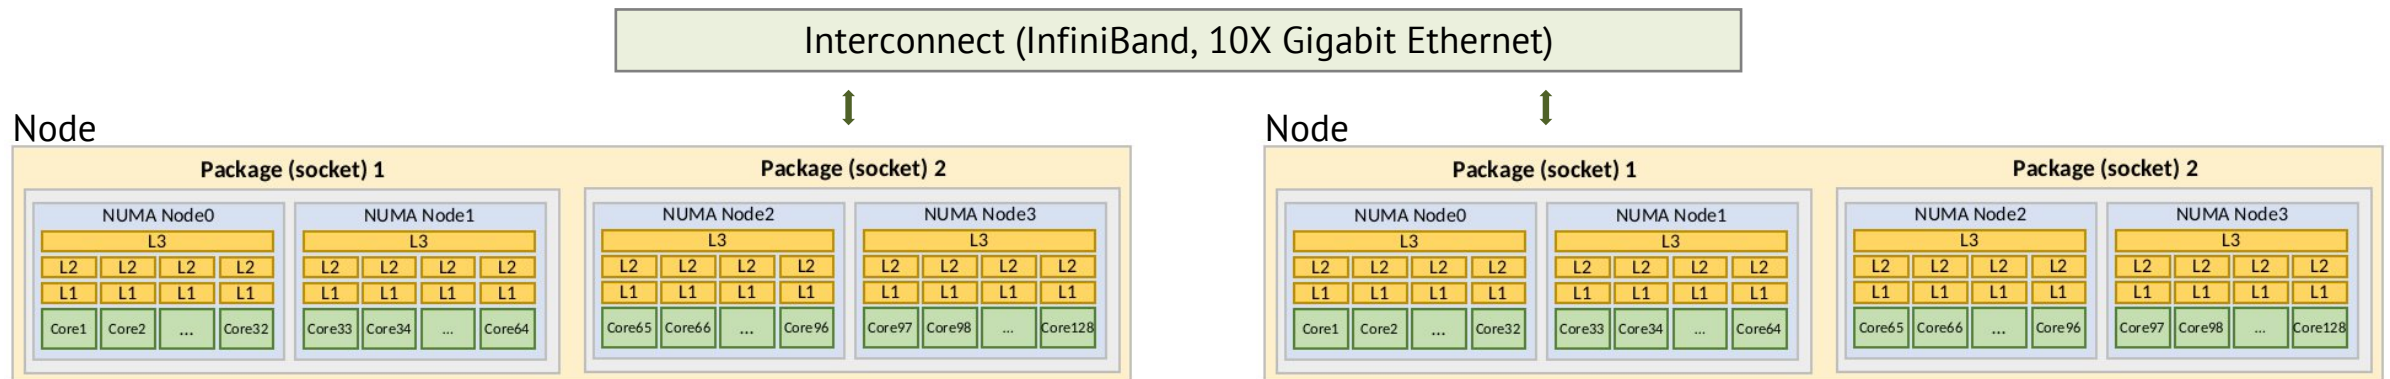 Interconnect (InfiniBand, 10X Gigabit Ethernet)
Node
Package (socket) 1
Package (socket) 2
NUMA Node0
NUMA Node1
NUMA Node2
NUMA Node3
L3 L3 L3 L3
L2 L2 L2 L2 L2 L2 L2 L2 L2 L2 L2 L2 L2 L2 L2 L2
L1 L1 L1 L1 L1 L1 L1 L1 L1 L1 L1 L1 L1 L1 L1 L1
Core1 Core2 ... Core32 Core33 Core34 ... Core64 Core65 Core66 ... Core96 Core97 Core98 ... Core128
Node
Package (socket) 1
Package (socket) 2
NUMA Node0
NUMA Node1
NUMA Node2
NUMA Node3
L3 L3 L3 L3
L2 L2 L2 L2 L2 L2 L2 L2 L2 L2 L2 L2 L2 L2 L2 L2
L1 L1 L1 L1 L1 L1 L1 L1 L1 L1 L1 L1 L1 L1 L1 L1
Core1 Core2 ... Core32 Core33 Core34 ... Core64 Core65 Core66 ... Core96 Core97 Core98 ... Core128